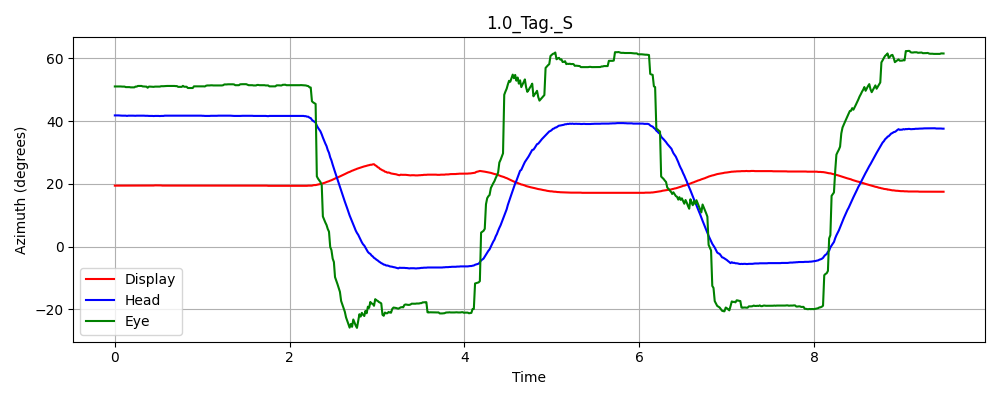 1.0_Tag._S
Azimuth (degrees)
60
40
20
0
−20
Display
Head
Eye
0 2 4 6 8
Time